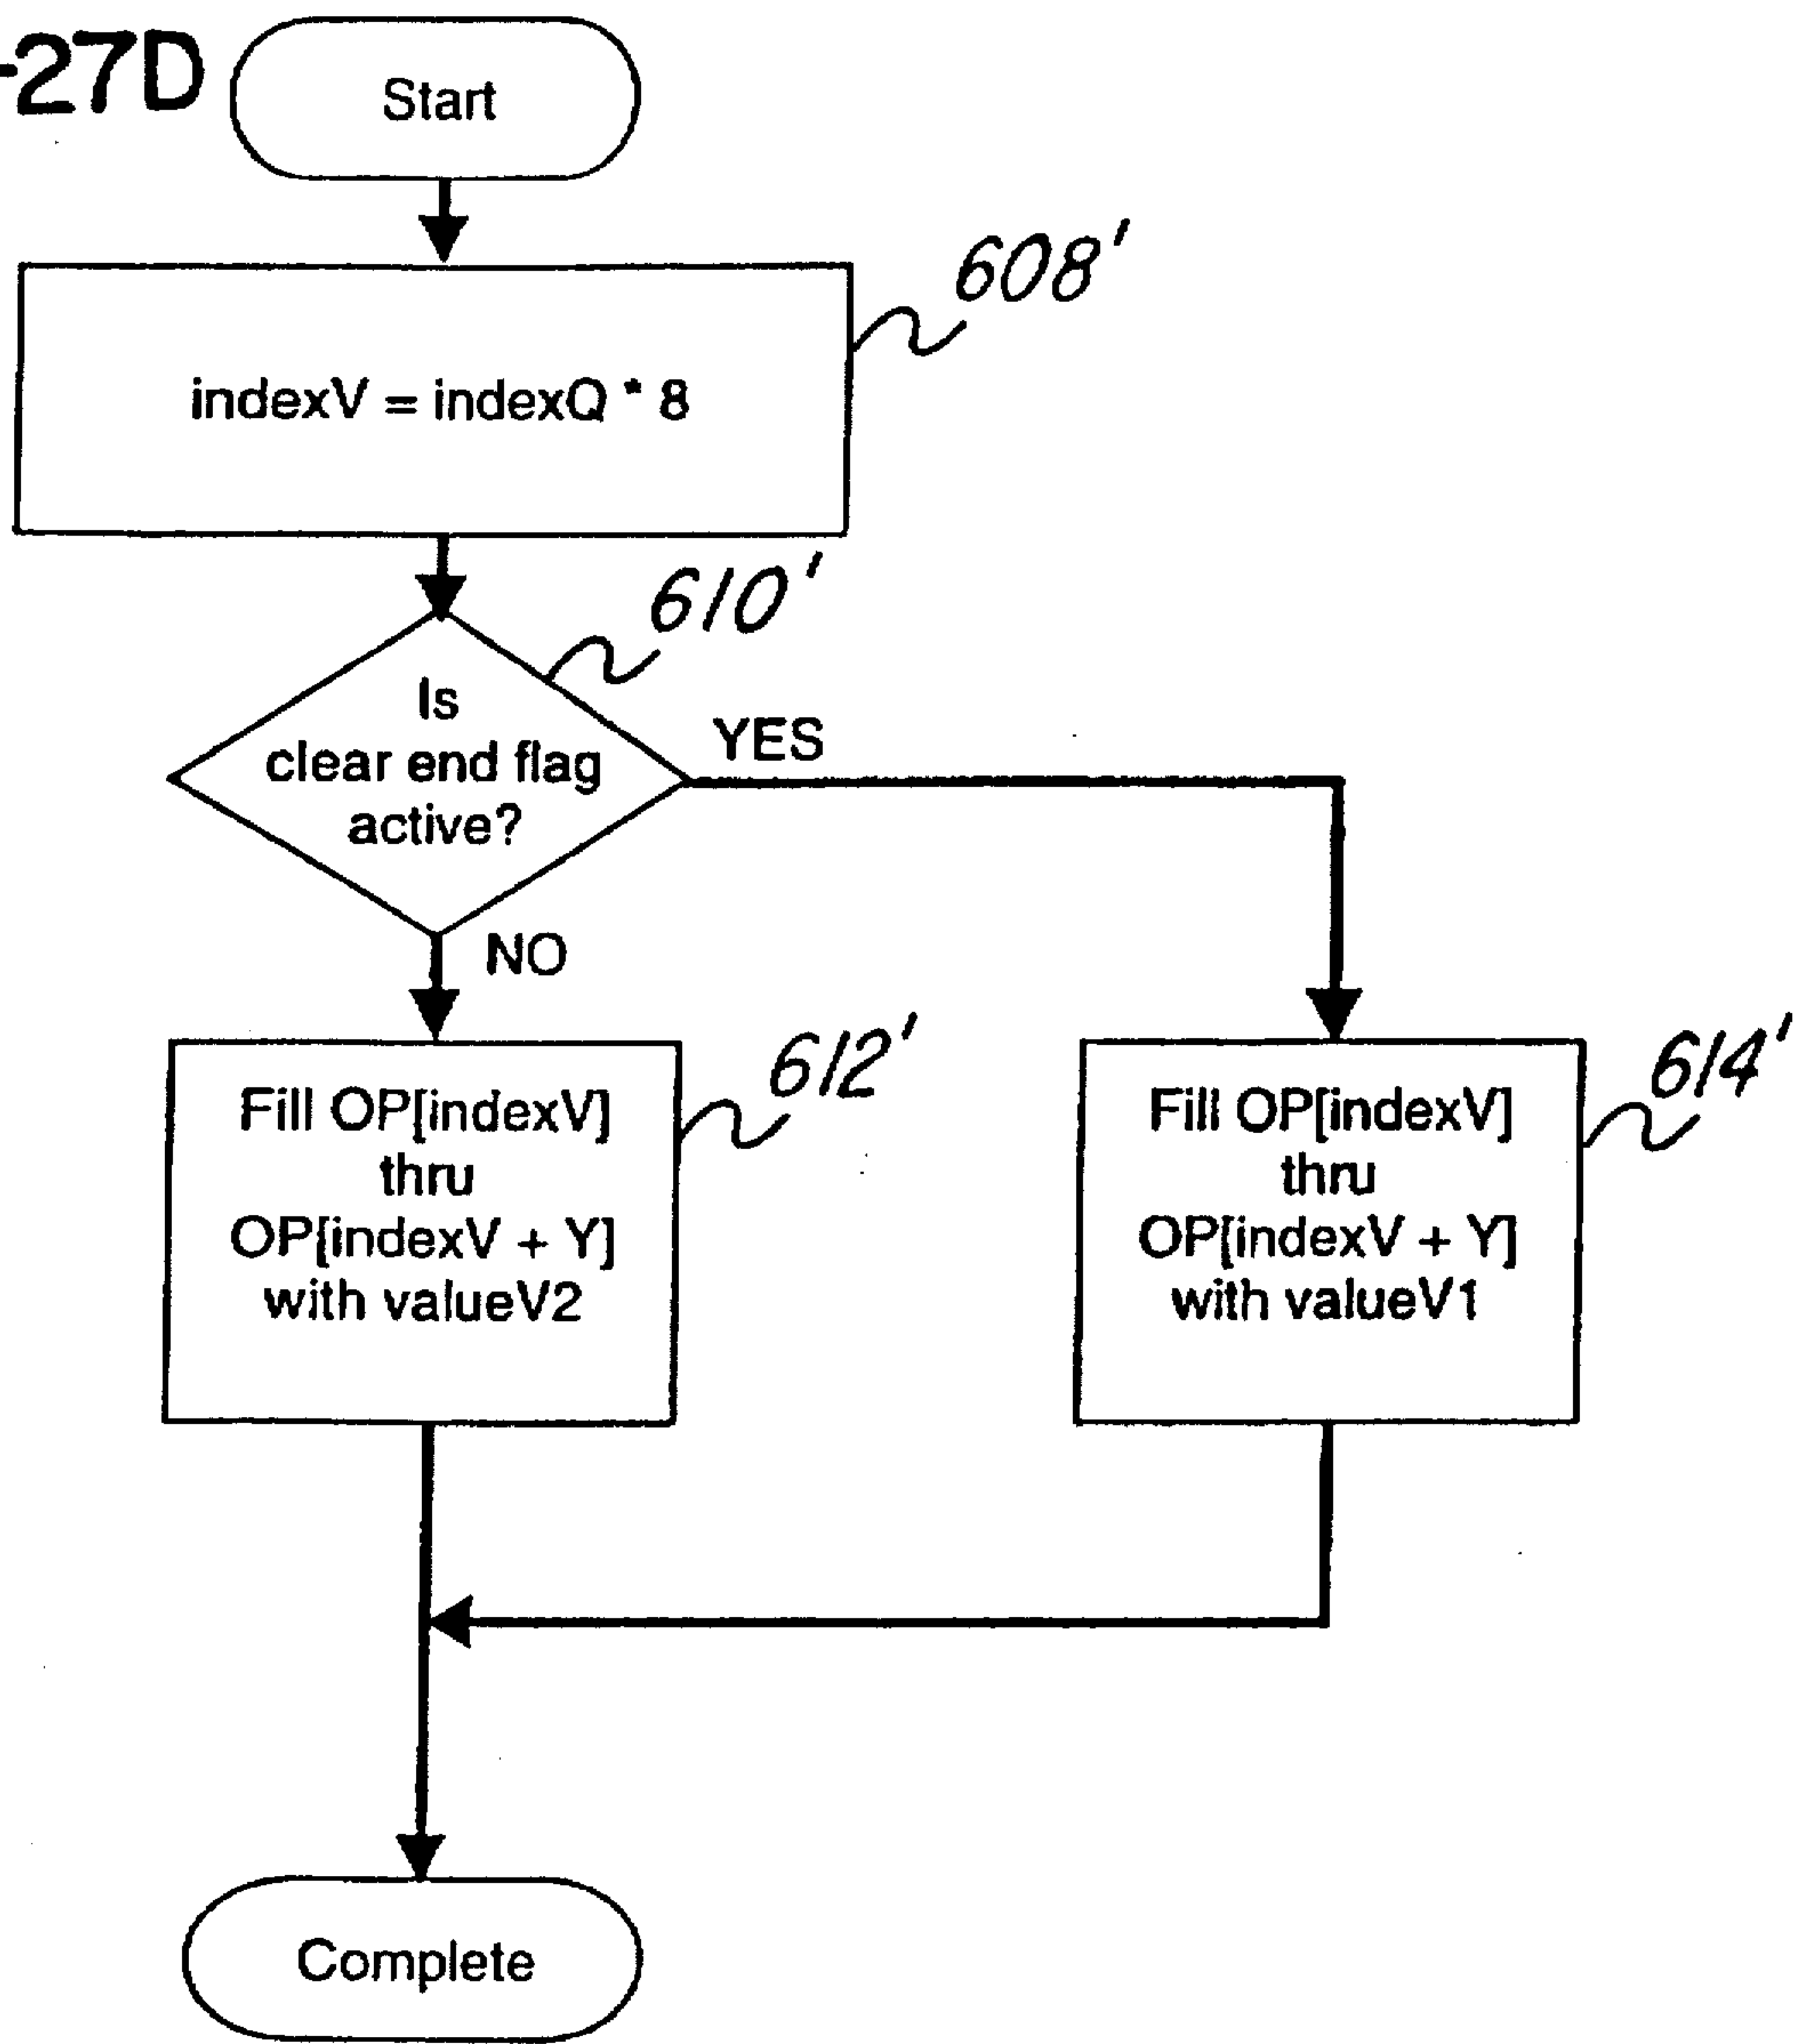 -27D
Start
608'
indexV = indexQ * 8
610'
Is
clear end flag
active?
YES
NO
612'
Fill OP[indexV]
thru
OP[indexV + Y]
with valueV2
614'
Fill OP[indexV]
thru
OP[indexV + Y]
with valueV1
Complete